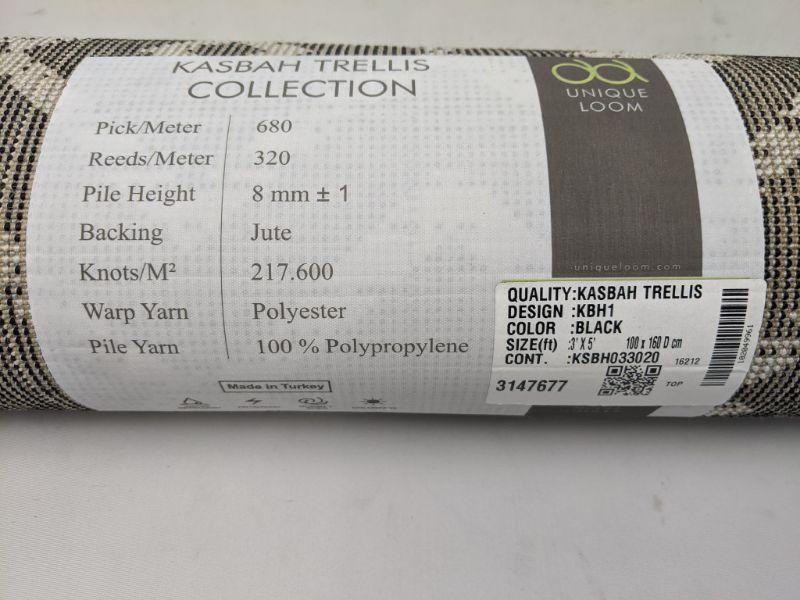 KASBAH TRELLIS
COLLECTION
Pick/Meter 680
Reeds/Meter 320
Pile Height 8 mm ± 1
Backing Jute
Knots/M² 217.600
Warp Yarn Polyester
Pile Yarn 100 % Polypropylene
Made in Turkey
UNIQUE
LOOM
uniqueloom.com
QUALITY:KASBAH TRELLIS
DESIGN :KBH1
COLOR :BLACK
SIZE(ft) :3' X 5' 100 x 160 D cm
CONT. :KSBH033020 16212
3147677 TOP